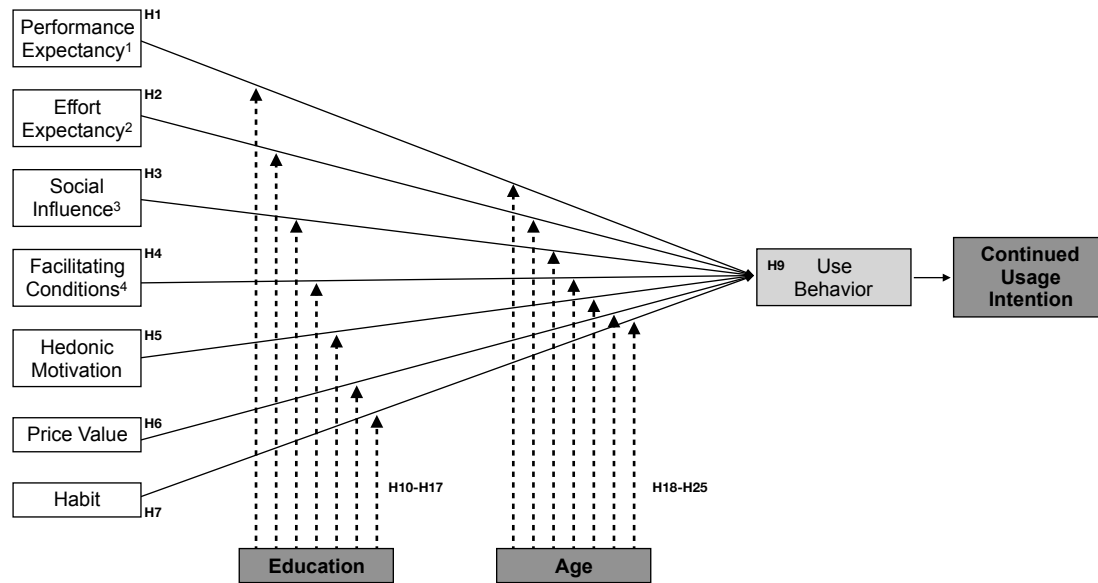 H1
Performance
Expectancy1
H2
Effort
Expectancy2
H3
Social
Influence3
H4
Facilitating
Conditions4
H5
Hedonic
Motivation
H6
Price Value
Habit
H7
H9 Use
Behavior
Continued
Usage
Intention
H10-H17
H18-H25
Education
Age